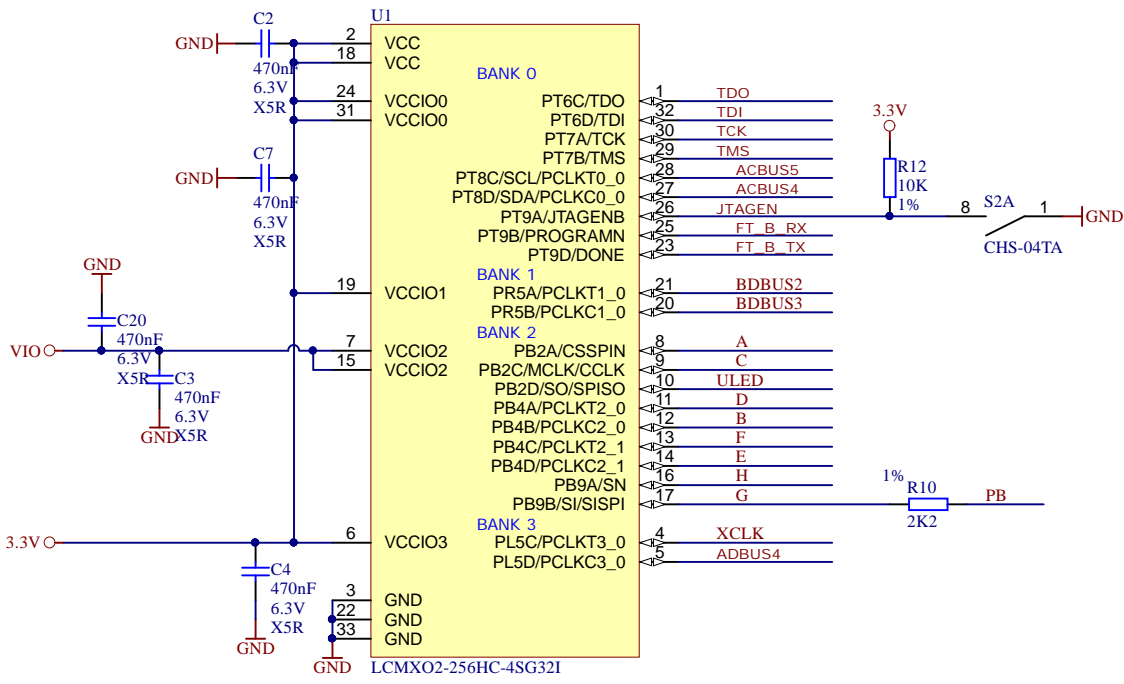 C2
U1
GND
2
VCC
470nF
18
VCC
6.3V
BANK 0
X5R
24
VCCIO0
PT6C/TDO
1
TDO
31
VCCIO0
PT6D/TDI
32
TDI
3.3V
PT7A/TCK
30
TCK
C7
PT7B/TMS
29
TMS
R12
GND
PT8C/SCL/PCLKT0_0
28
ACBUS5
10K
470nF
PT8D/SDA/PCLKC0_0
27
ACBUS4
1%
S2A
6.3V
PT9A/JTAGENB
26
JTAGEN
8
1
GND
X5R
PT9B/PROGRAMN
25
FT_B_RX
CHS-04TA
PT9D/DONE
23
FT_B_TX
GND
BANK 1
19
VCCIO1
PR5A/PCLKT1_0
21
BDBUS2
PR5B/PCLKC1_0
20
BDBUS3
C20
470nF
BANK 2
VIO
7
VCCIO2
PB2A/CSSPIN
8
A
6.3V
15
VCCIO2
PB2C/MCLK/CCLK
9
C
X5R
C3
PB2D/SO/SPISO
10
ULED
470nF
PB4A/PCLKT2_0
11
D
6.3V
PB4B/PCLKC2_0
12
B
GND
X5R
PB4C/PCLKT2_1
13
F
PB4D/PCLKC2_1
14
E
PB9A/SN
16
H
1%
R10
PB9B/SI/SISPI
17
G
PB
2K2
BANK 3
3.3V
6
VCCIO3
PL5C/PCLKT3_0
4
XCLK
PL5D/PCLKC3_0
5
ADBUS4
C4
470nF
3
GND
6.3V
22
GND
X5R
33
GND
GND
GND
LCMXO2-256HC-4SG32I